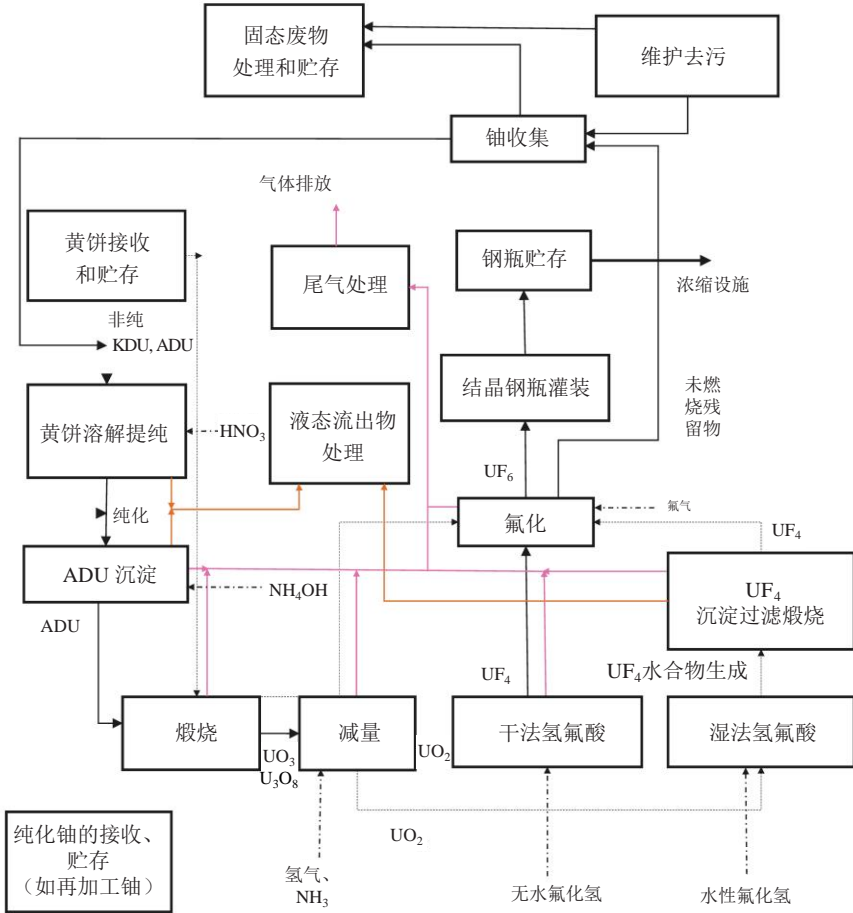 固态废物
处理和贮存
维护去污
铀收集
气体排放
黄饼接收
和贮存
尾气处理
钢瓶贮存
浓缩设施
非纯
KDU, ADU
结晶钢瓶灌装
未燃
烧残
留物
黄饼溶解提纯
HNO₃
液态流出物
处理
UF₆
纯化
氟化
氟气
UF₄
ADU 沉淀
NH₄OH
UF₄
沉淀过滤煅烧
ADU
UF₄
UF₄水合物生成
煅烧
UO₃
U₃O₈
减量
UO₂
干法氢氟酸
湿法氢氟酸
UO₂
纯化铀的接收、
贮存
（如再加工铀）
氢气、
NH₃
无水氟化氢
水性氟化氢